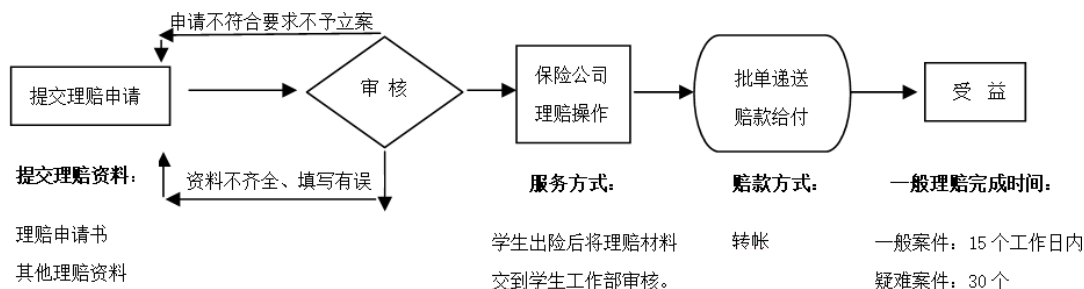 申请不符合要求不予立案
提交理赔申请
审 核
保险公司
理赔操作
批单递送
赔款给付
受 益
提交理赔资料：
资料不齐全、填写有误
服务方式：
赔款方式：
一般理赔完成时间：
理赔申请书
其他理赔资料
学生出险后将理赔材料
交到学生工作部审核。
转帐
一般案件：15个工作日内
疑难案件：30个